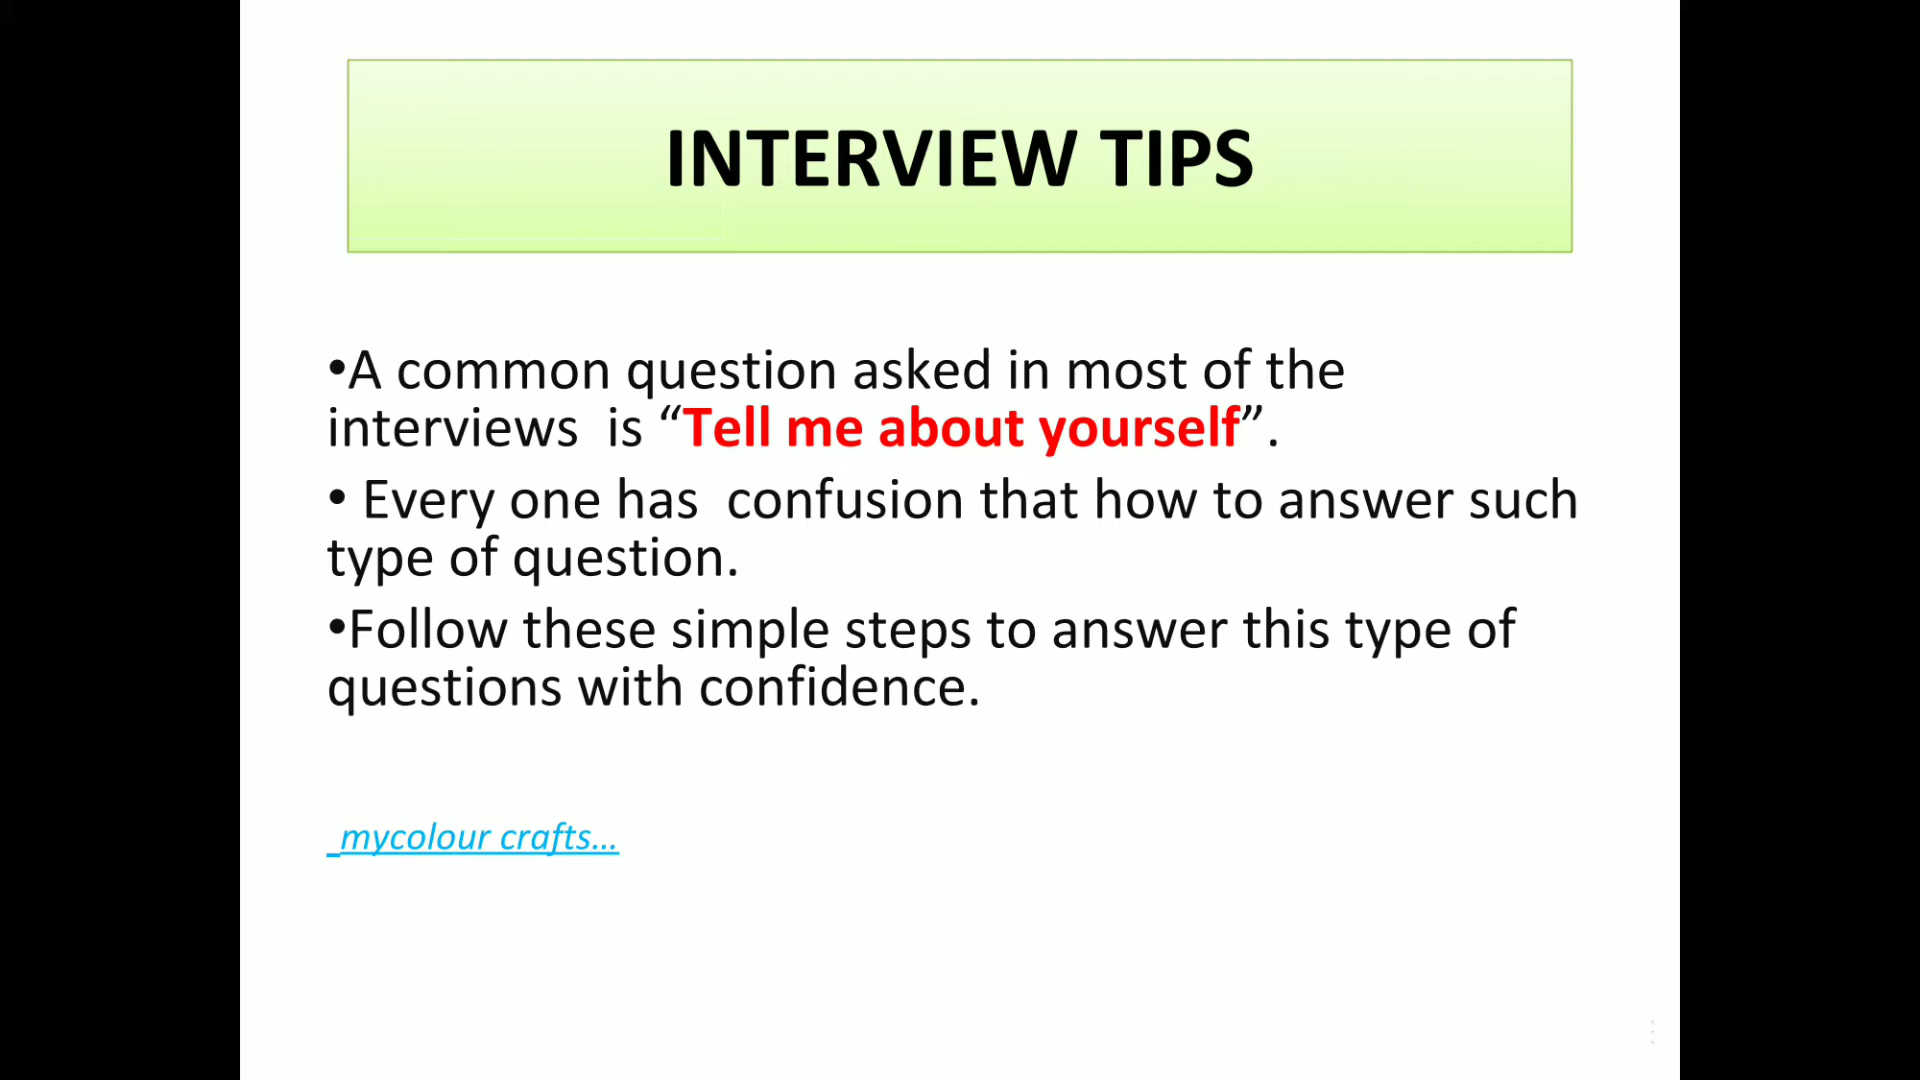 INTERVIEW TIPS
•A common question asked in most of the
interviews  is “Tell me about yourself”.
• Every one has  confusion that how to answer such
type of question.
•Follow these simple steps to answer this type of
questions with confidence.
mycolour crafts...